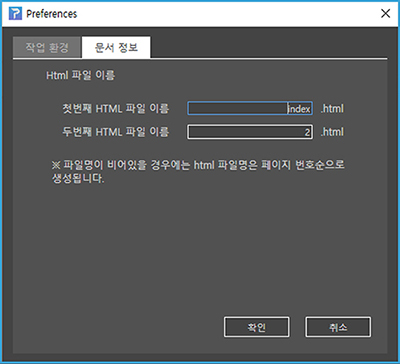 Preferences
작업 환경 문서 정보
Html 파일 이름
첫번째 HTML 파일 이름 index .html
두번째 HTML 파일 이름 2 .html
※ 파일명이 비어있을 경우에는 html 파일명은 페이지 번호순으로
생성됩니다.
확인 취소